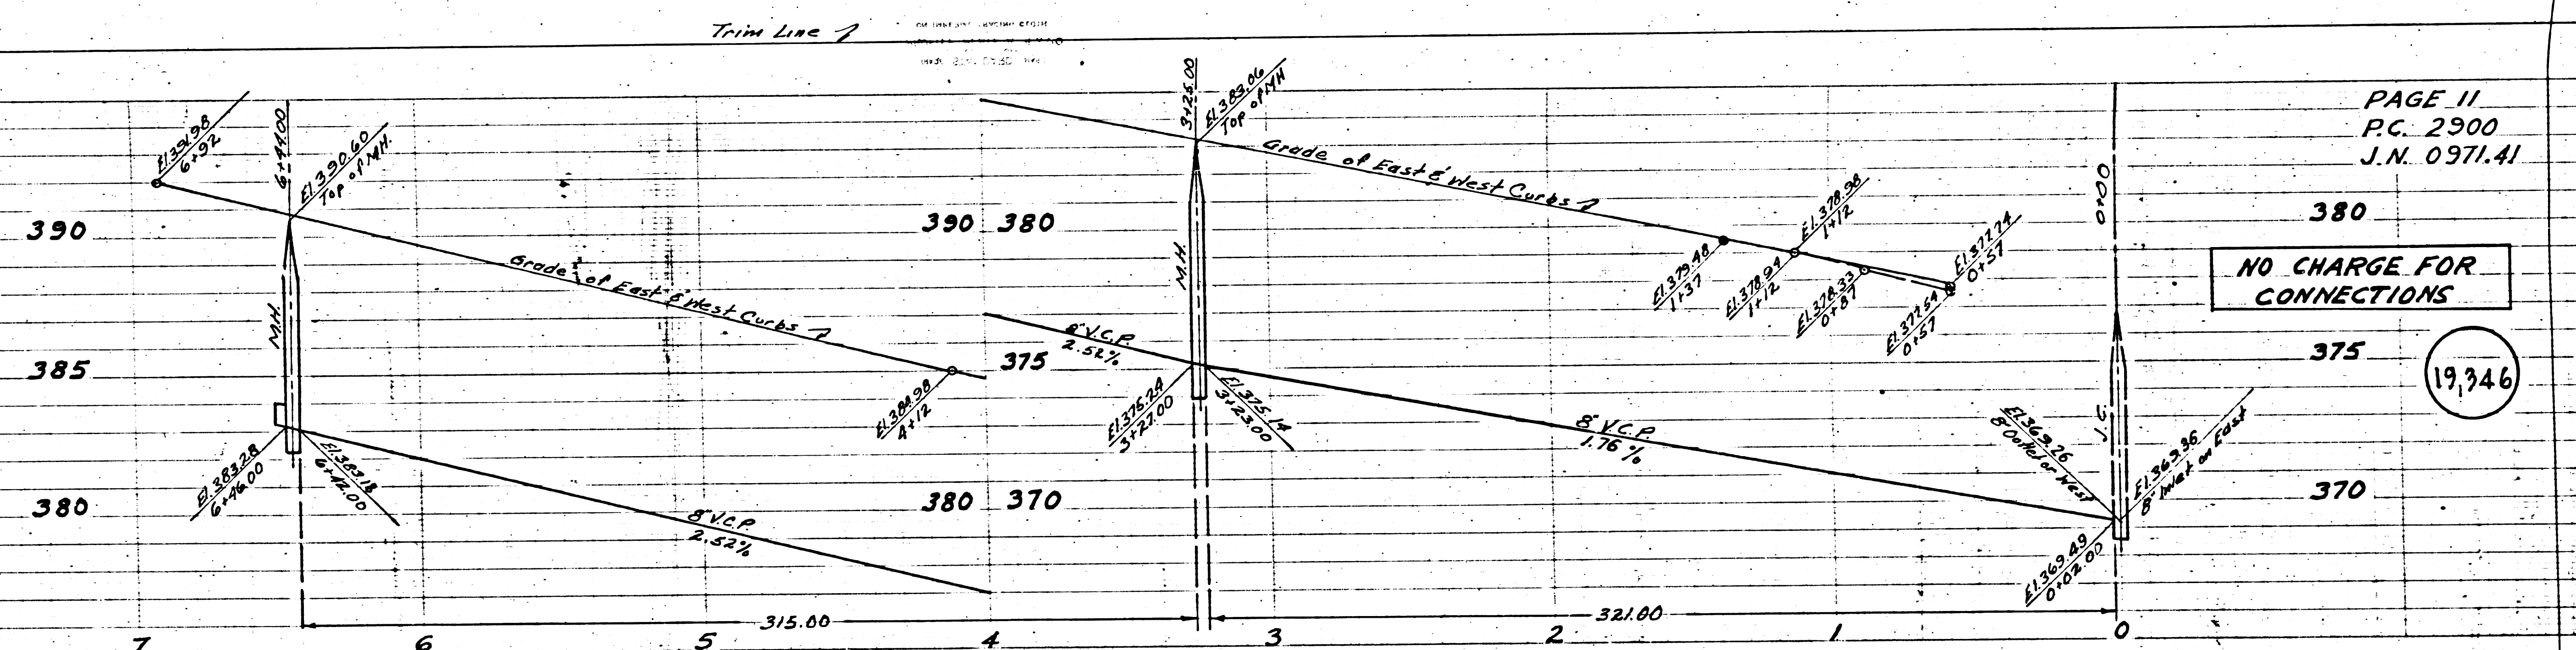 Trim Line
PAGE 11
P.C. 2900
J.N. 0971.41
El. 391.98
6+92
6+44.00
El. 390.60
Top of MH.
3+25.00
El. 383.06
Top of MH
Grade of East & West Curbs
El. 378.98
1+12
0+00
390
390 380
380
M.H.
Grade of East & West Curbs
M.H.
El. 379.48
1+37
El. 378.94
1+12
El. 378.33
0+87
El. 377.74
0+57
El. 377.54
0+57
NO CHARGE FOR
CONNECTIONS
385
8" V.C.P.
2.52%
375
375
19,346
El. 384.98
4+12
El. 375.24
3+27.00
El. 375.14
3+23.00
8" V.C.P.
1.76 %
El. 369.26
8" Outlet on West
El. 369.36
8" Inlet on East
El. 383.28
6+46.00
El. 383.18
6+42.00
380
8" V.C.P.
2.52%
380 370
370
El. 369.49
0+02.00
315.00
321.00
7 6 5 4 3 2 1 0